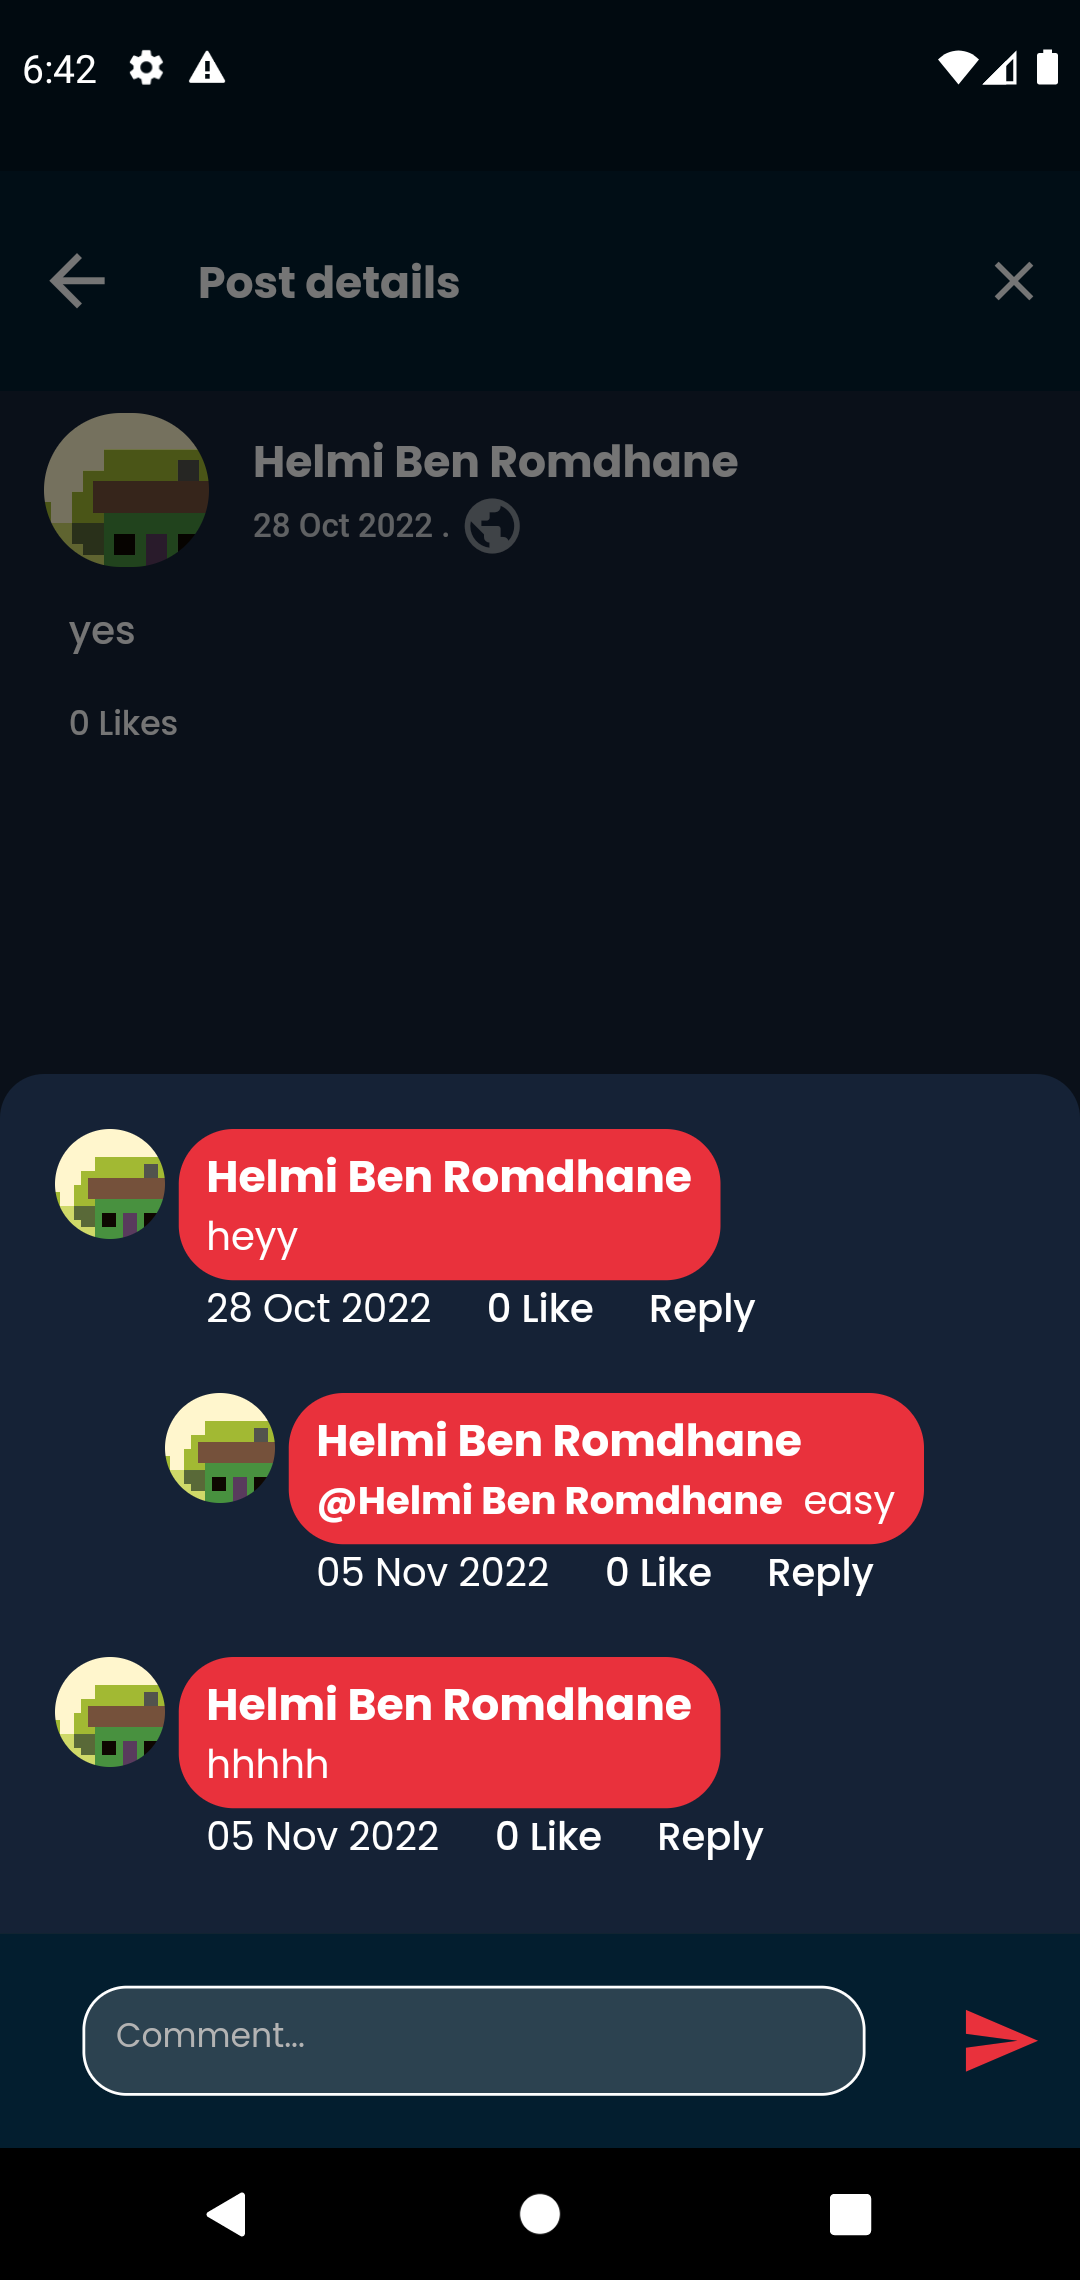 6:42
Post details
Helmi Ben Romdhane
28 Oct 2022 .
yes
0 Likes
Helmi Ben Romdhane
heyy
28 Oct 2022 0 Like Reply
Helmi Ben Romdhane
@Helmi Ben Romdhane easy
05 Nov 2022 0 Like Reply
Helmi Ben Romdhane
hhhhh
05 Nov 2022 0 Like Reply
Comment...